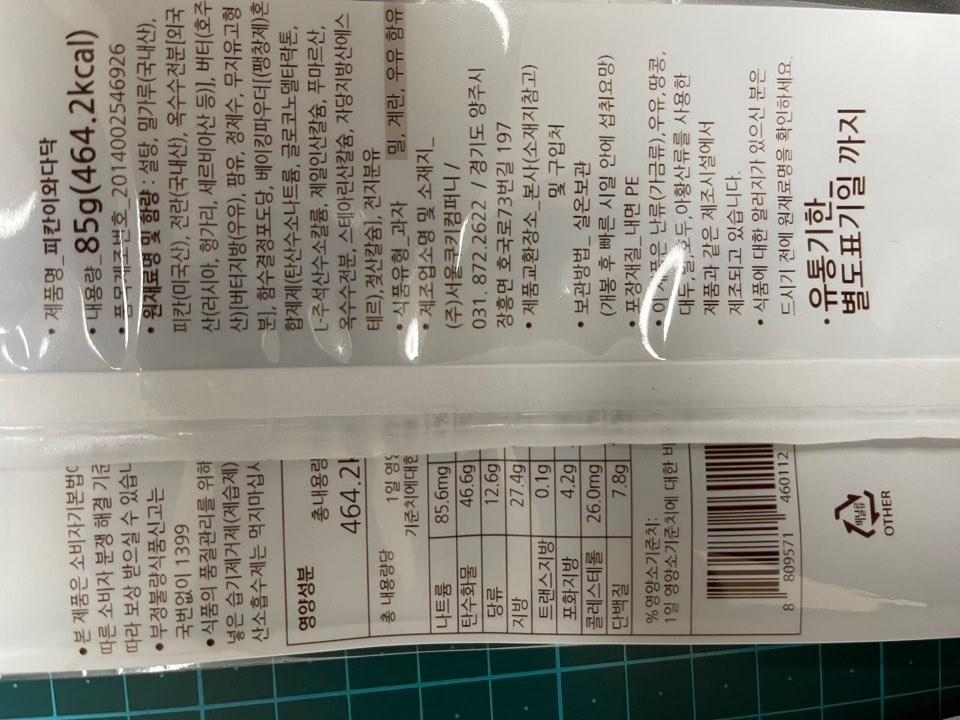 • 제품명_ 피칸이와다닥
• 내용량_85g(464.2kcal)
• 품목제조번호_20140025469 26
• 원재료명 및 함량 : 설탕, 밀가루(국내산),
피칸(미국산), 전란(국내산), 옥수수전분[외국
산(러시아, 헝가리, 세르비아산 등)], 버터(호주
산)[버터지방(우유), 팜유, 정제수, 무지유고형
분], 함수결정포도당, 베이킹파우더[(팽창제)혼
합제제(탄산수소나트륨, 글루코노델타락톤,
L-주석산수소칼륨, 제일인산칼슘, 푸마르산,
옥수수전분, 스테아린산칼슘, 자당지방산에스
테르), 젖산칼슘], 전지분유
밀, 계란, 우유 함유
• 식품유형_ 과자
• 제조업소명 및 소재지_
(주)서울쿠키컴퍼니 /
031. 872.2622 / 경기도 양주시
장흥면 호국로73번길 197
• 제품교환장소_본사(소재지참고)
및 구입처
• 보관방법_ 실온보관
(개봉 후 빠른 시일 안에 섭취요망)
• 포장재질_내면 PE
• 이 제품은 난류(가금류),우유, 땅콩,
대두,밀,호두,아황산류를 사용한
제품과 같은 제조시설에서
제조되고 있습니다.
• 식품에 대한 알러지가 있으신 분은
드시기 전에 원재료명을 확인하세요.
• 유통기한_
별도표기일 까지
• 본 제품은 소비자기본법
따른 소비자 분쟁 해결 기준
따라 보상 받으실 수 있습니
• 부정불량식품신고는
국번없이 1399
• 식품의 품질관리를 위하
넣은 습기제거제(제습제)
산소흡수제는 먹지마십시
영양성분
총내용량
464.2
총 내용량당
1일 영양
기준치에대한
나트륨 85.6mg %
탄수화물 46.6g
당류 12.6g
지방 27.4g
트랜스지방 0.1g
포화지방 4.2g
콜레스테롤 26.0mg %
단백질 7.8g
%영양소기준치:
1일 영양소기준치에 대한 비
8 809571 460112
비닐류
OTHER